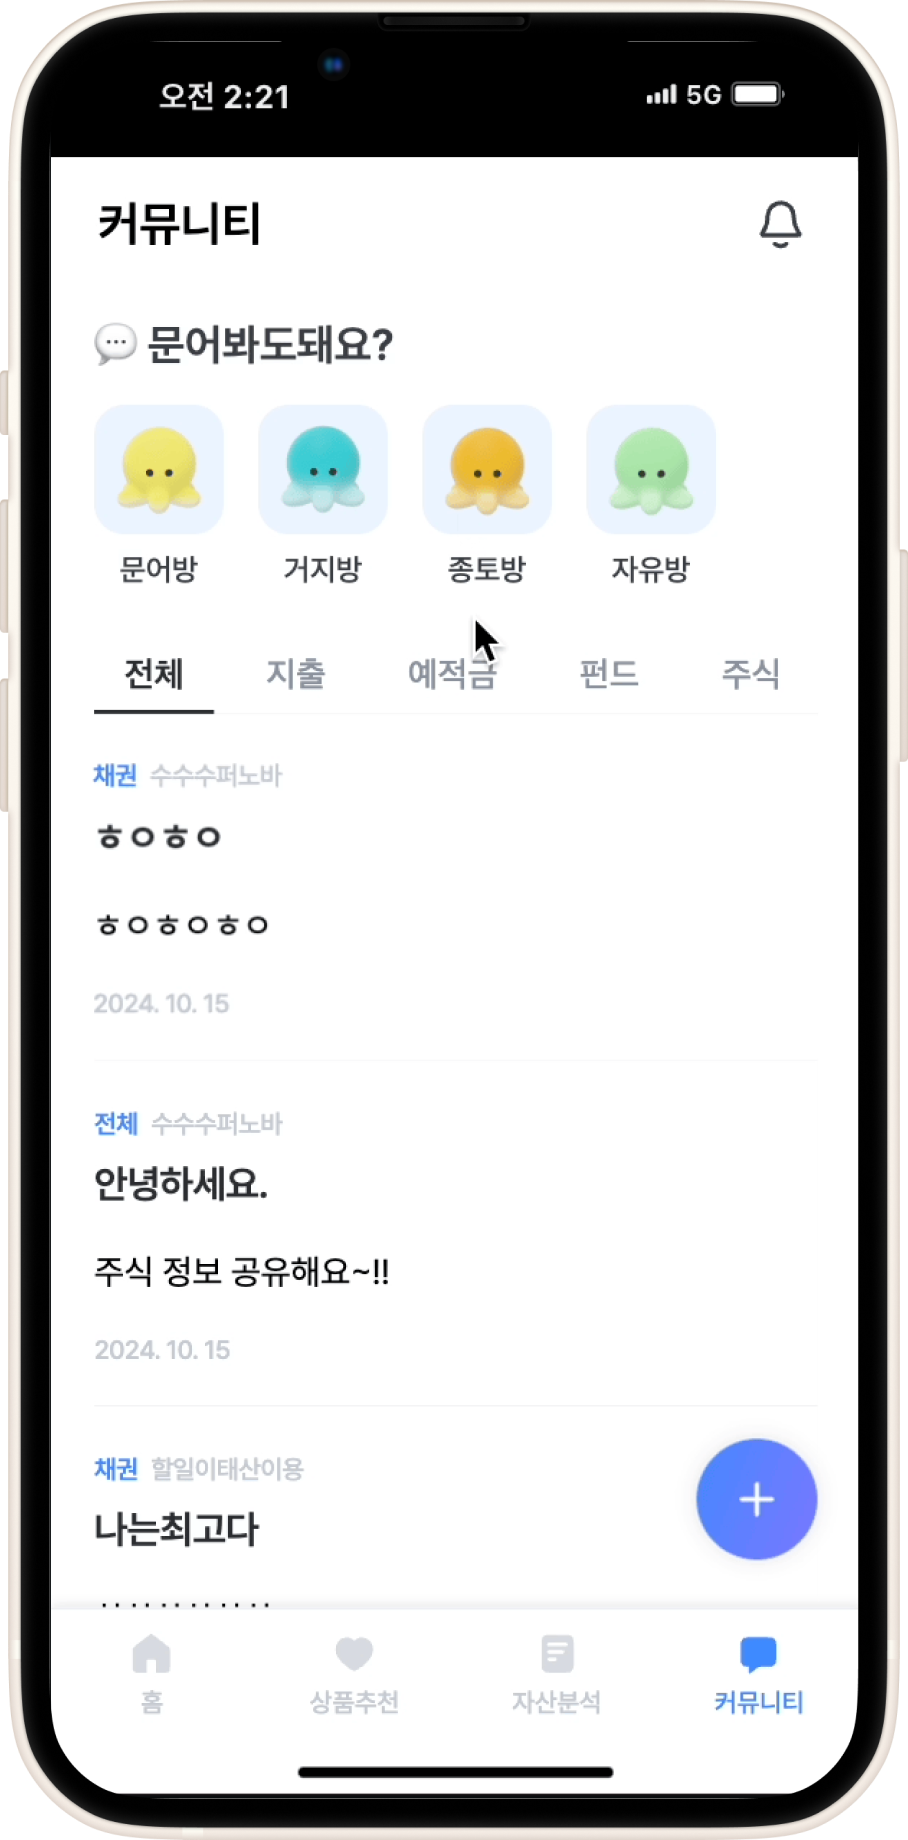 오전 2:21
5G
커뮤니티
문어봐도돼요?
문어방 거지방 종토방 자유방
전체 지출 예적금 펀드 주식
채권 수수수퍼노바
ㅎㅇㅎㅇ
ㅎㅇㅎㅇㅎㅇ
2024. 10. 15
전체 수수수퍼노바
안녕하세요.
주식 정보 공유해요~!!
2024. 10. 15
채권 할일이태산이용
나는최고다
홈 상품추천 자산분석 커뮤니티